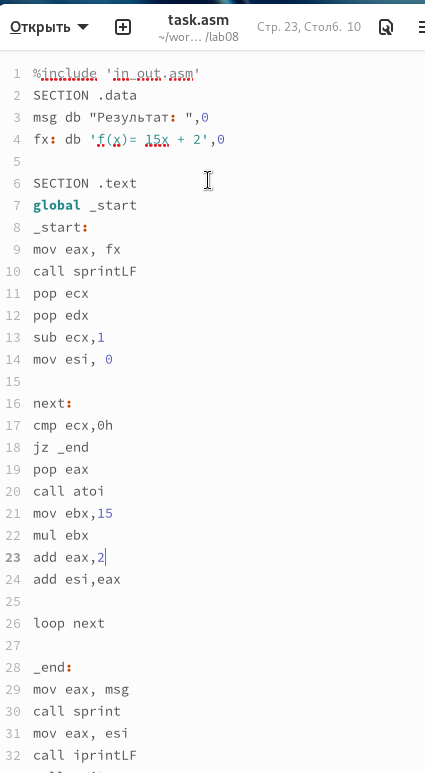 Открыть
task.asm
~/wor… /lab08
Стр. 23, Столб. 10
1 %include 'in_out.asm'
2 SECTION .data
3 msg db "Результат: ",0
4 fx: db 'f(x)= 15x + 2',0
5
6 SECTION .text
7 global _start
8 _start:
9 mov eax, fx
10 call sprintLF
11 pop ecx
12 pop edx
13 sub ecx,1
14 mov esi, 0
15
16 next:
17 cmp ecx,0h
18 jz _end
19 pop eax
20 call atoi
21 mov ebx,15
22 mul ebx
23 add eax,2
24 add esi,eax
25
26 loop next
27
28 _end:
29 mov eax, msg
30 call sprint
31 mov eax, esi
32 call iprintLF